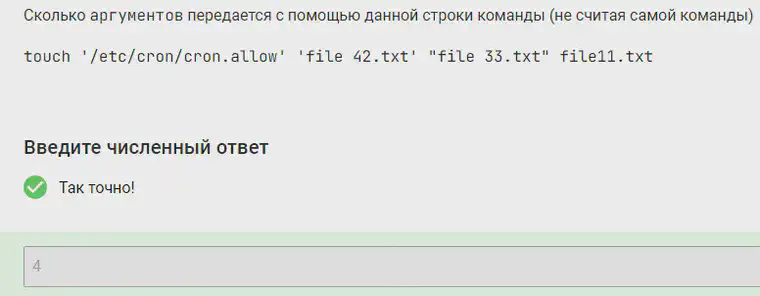 Сколько аргументов передается с помощью данной строки команды (не считая самой команды)
touch '/etc/cron/cron.allow' 'file 42.txt' "file 33.txt" file11.txt
Введите численный ответ
Так точно!
4